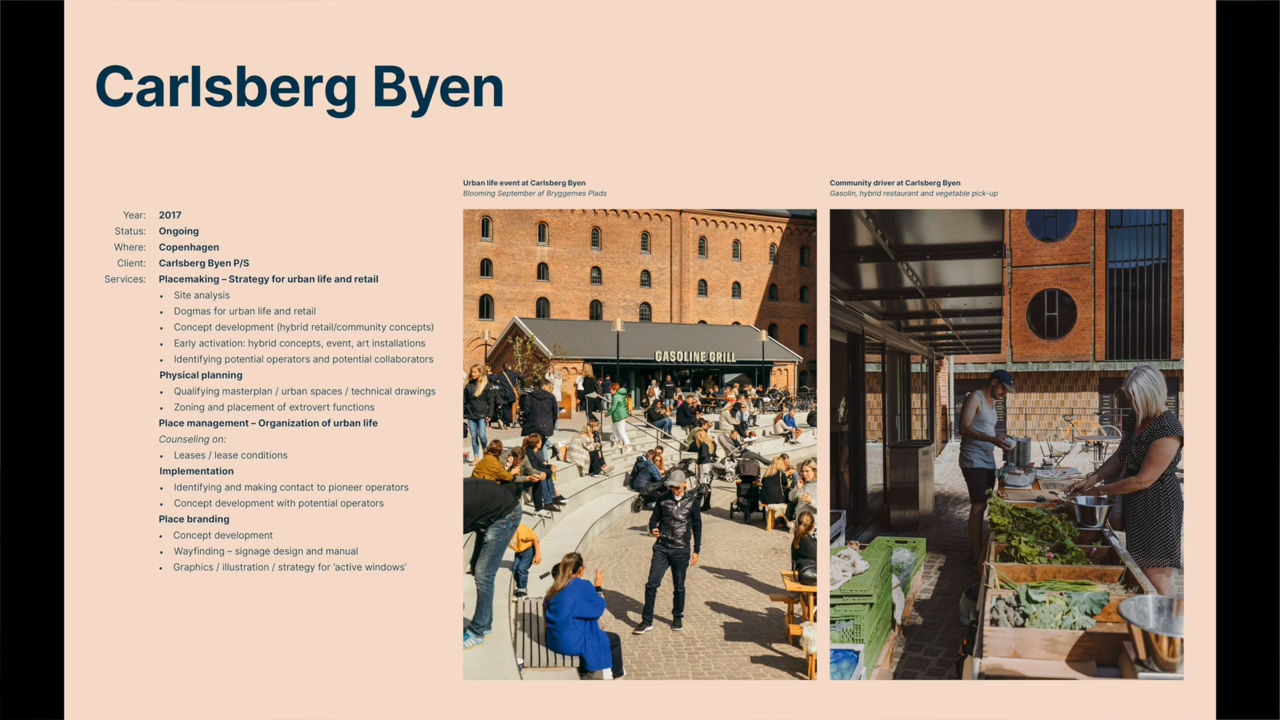 Carlsberg Byen
Year: 2017
Status: Ongoing
Where: Copenhagen
Client: Carlsberg Byen P/S
Services: Placemaking – Strategy for urban life and retail
• Site analysis
• Dogmas for urban life and retail
• Concept development (hybrid retail/community concepts)
• Early activation: hybrid concepts, event, art installations
• Identifying potential operators and potential collaborators
Physical planning
• Qualifying masterplan / urban spaces / technical drawings
• Zoning and placement of extrovert functions
Place management – Organization of urban life
Counseling on:
• Leases / lease conditions
Implementation
• Identifying and making contact to pioneer operators
• Concept development with potential operators
Place branding
• Concept development
• Wayfinding – signage design and manual
• Graphics / illustration / strategy for ‘active windows’
Urban life event at Carlsberg Byen
Blooming September af Bryggernes Plads
GASOLINE GRILL
Community driver at Carlsberg Byen
Gasolin, hybrid restaurant and vegetable pick-up